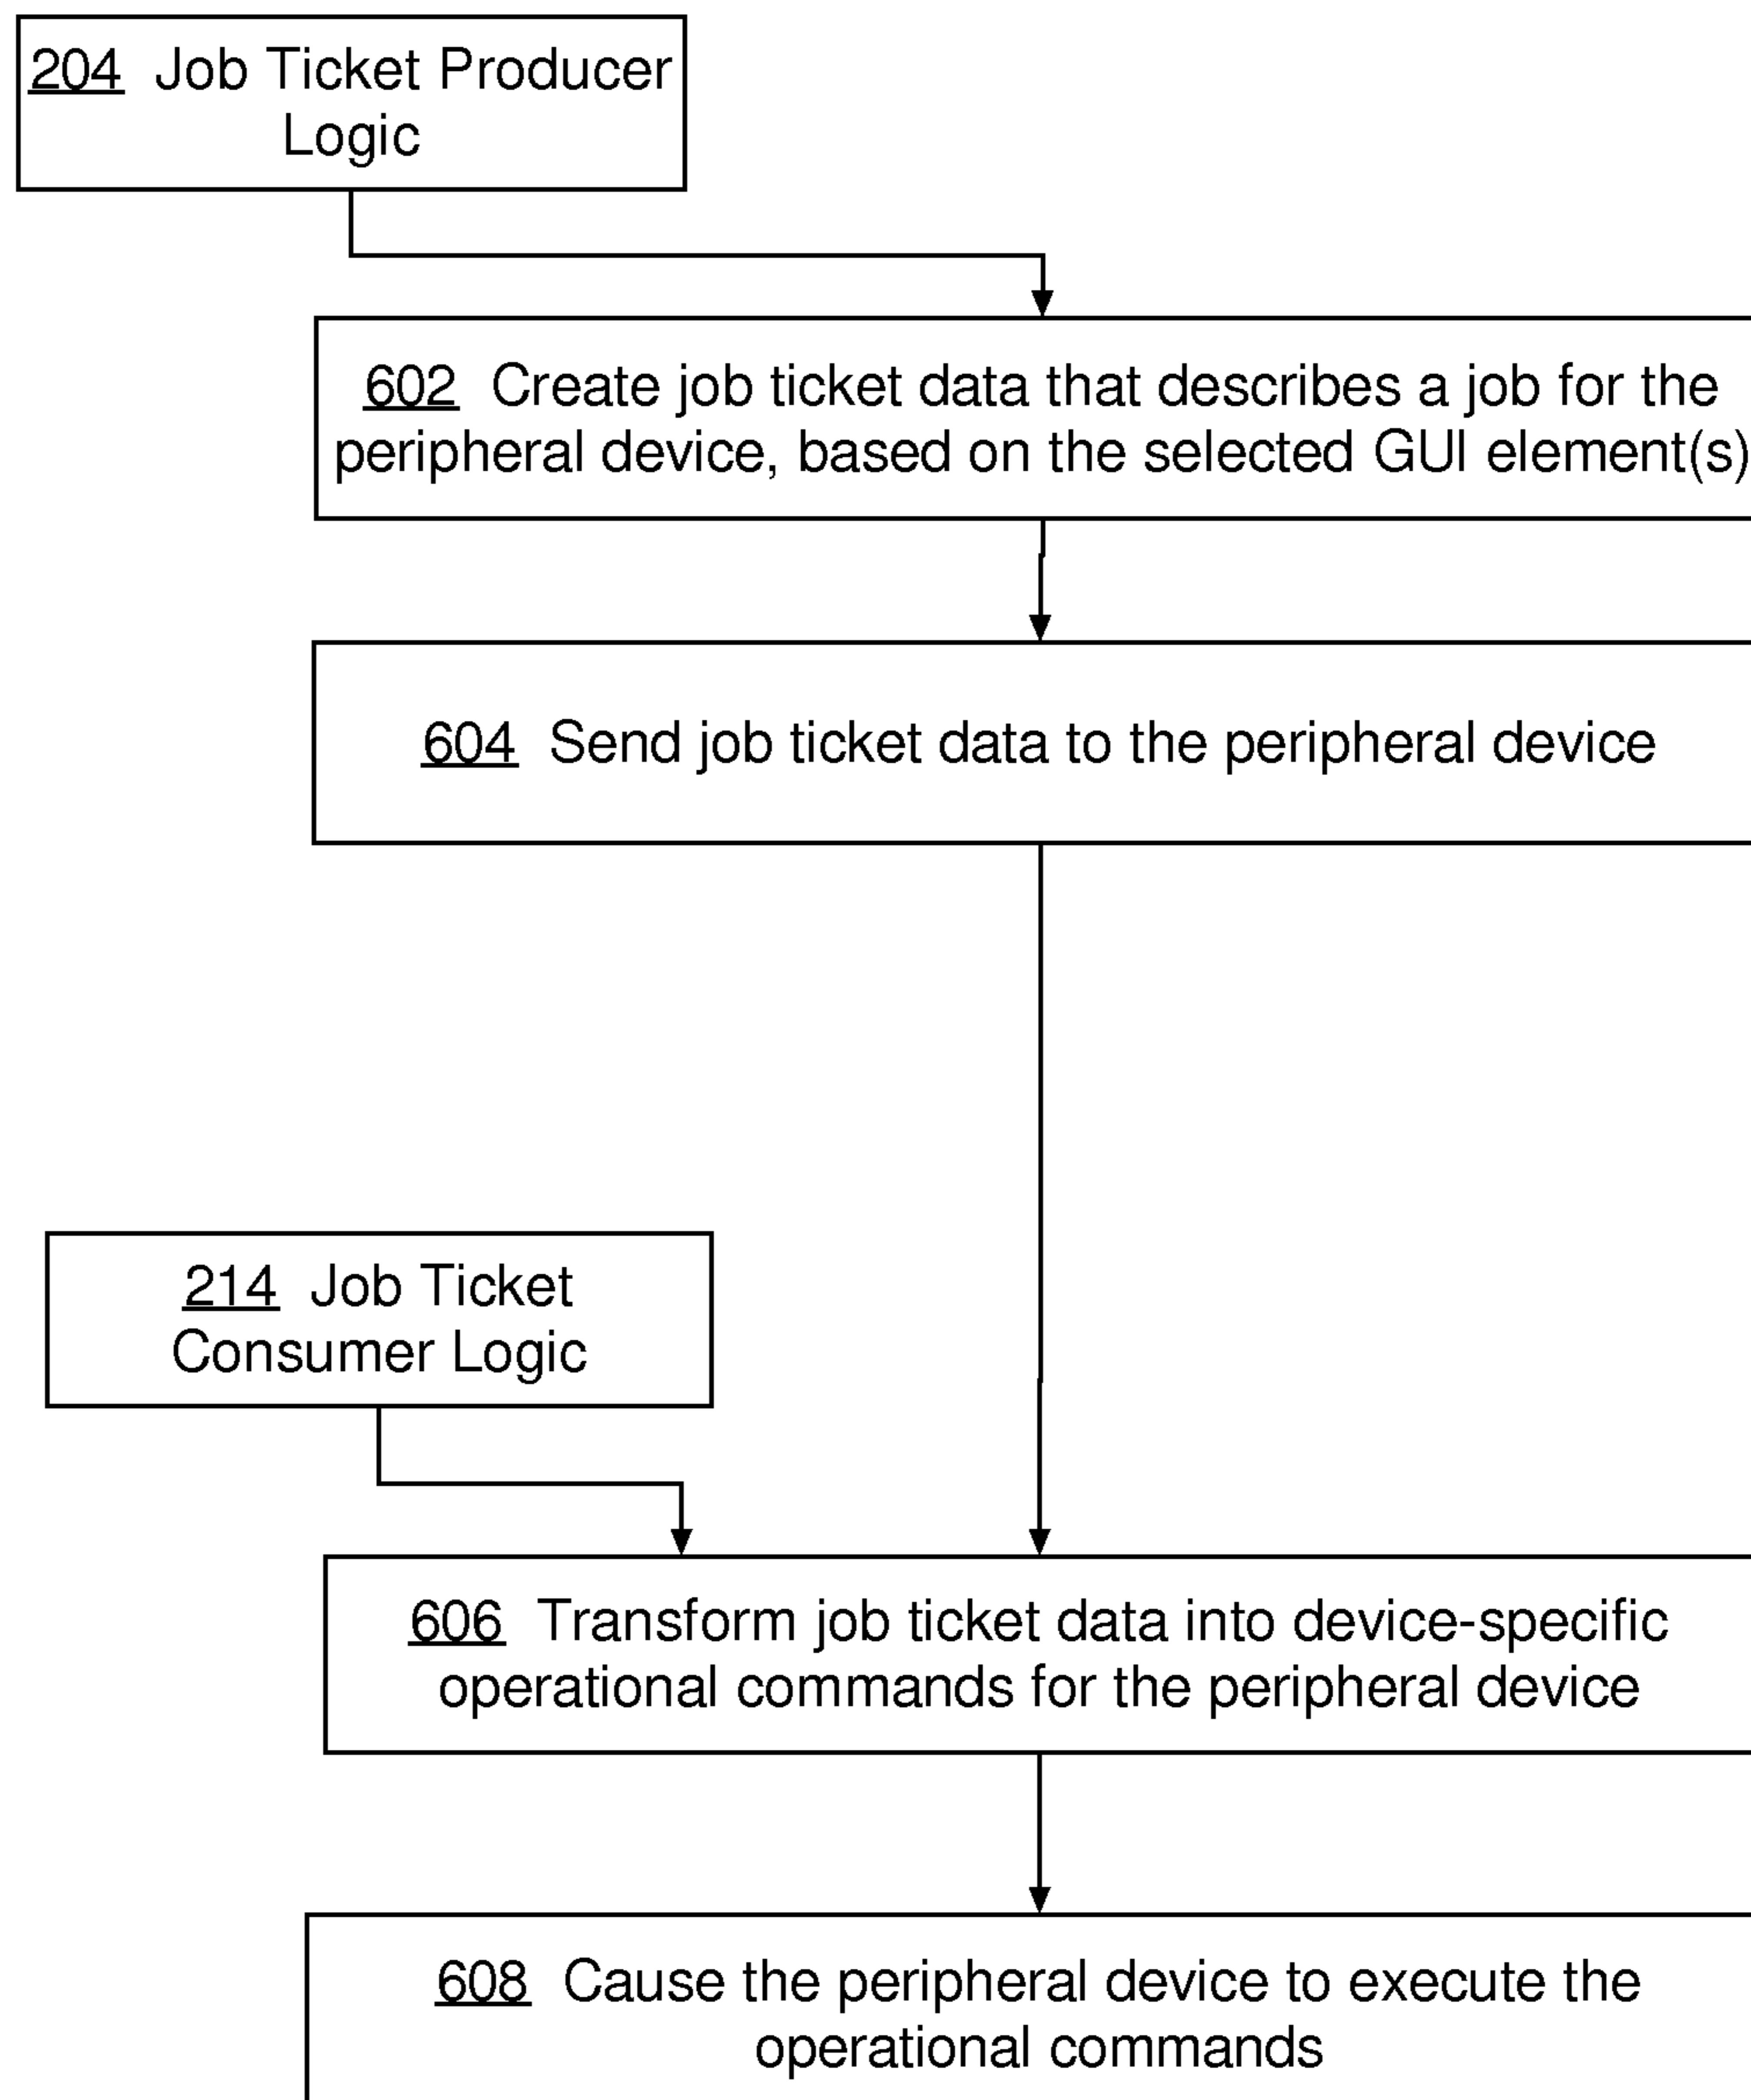 204 Job Ticket Producer
Logic
602 Create job ticket data that describes a job for the
peripheral device, based on the selected GUI element(s)
604 Send job ticket data to the peripheral device
214 Job Ticket
Consumer Logic
606 Transform job ticket data into device-specific
operational commands for the peripheral device
608 Cause the peripheral device to execute the
operational commands